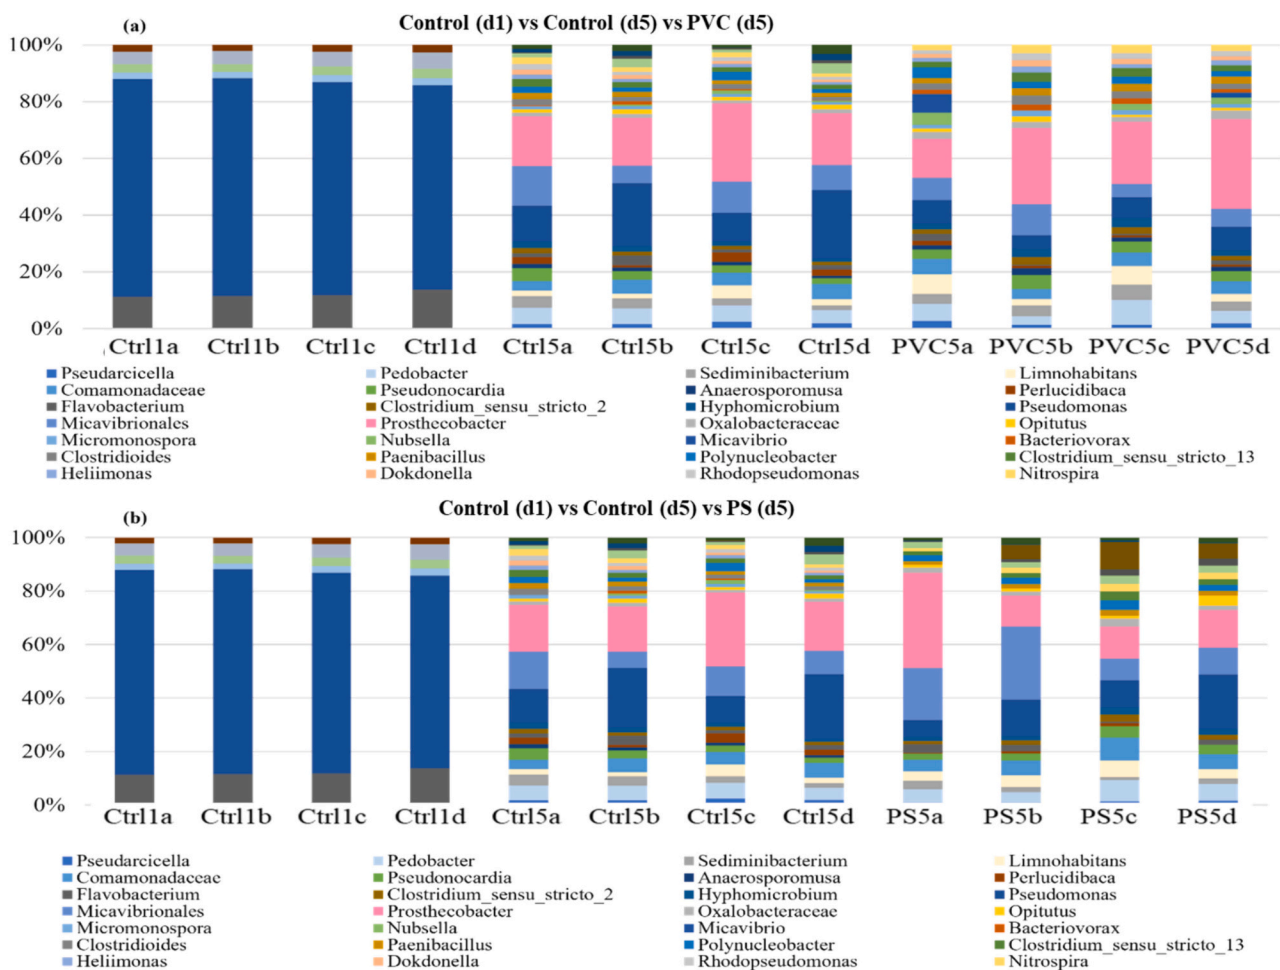 (a) Control (d1) vs Control (d5) vs PVC (d5)
100%
80%
60%
40%
20%
0%
Ctrl1a Ctrl1b Ctrl1c Ctrl1d Ctrl5a Ctrl5b Ctrl5c Ctrl5d PVC5a PVC5b PVC5c PVC5d
Pseudarcicella Pedobacter Sediminibacterium Limnohabitans
Comamonadaceae Pseudonocardia Anaerosporomusa Perlucidibaca
Flavobacterium Clostridium_sensu_stricto_2 Hyphomicrobium Pseudomonas
Micavibrionales Prosthecobacter Oxalobacteraceae Opitutus
Micromonospora Nubsella Micavibrio Bacteriovorax
Clostridioides Paenibacillus Polynucleobacter Clostridium_sensu_stricto_13
Heliimonas Dokdonella Rhodopseudomonas Nitrospira
(b) Control (d1) vs Control (d5) vs PS (d5)
100%
80%
60%
40%
20%
0%
Ctrl1a Ctrl1b Ctrl1c Ctrl1d Ctrl5a Ctrl5b Ctrl5c Ctrl5d PS5a PS5b PS5c PS5d
Pseudarcicella Pedobacter Sediminibacterium Limnohabitans
Comamonadaceae Pseudonocardia Anaerosporomusa Perlucidibaca
Flavobacterium Clostridium_sensu_stricto_2 Hyphomicrobium Pseudomonas
Micavibrionales Prosthecobacter Oxalobacteraceae Opitutus
Micromonospora Nubsella Micavibrio Bacteriovorax
Clostridioides Paenibacillus Polynucleobacter Clostridium_sensu_stricto_13
Heliimonas Dokdonella Rhodopseudomonas Nitrospira